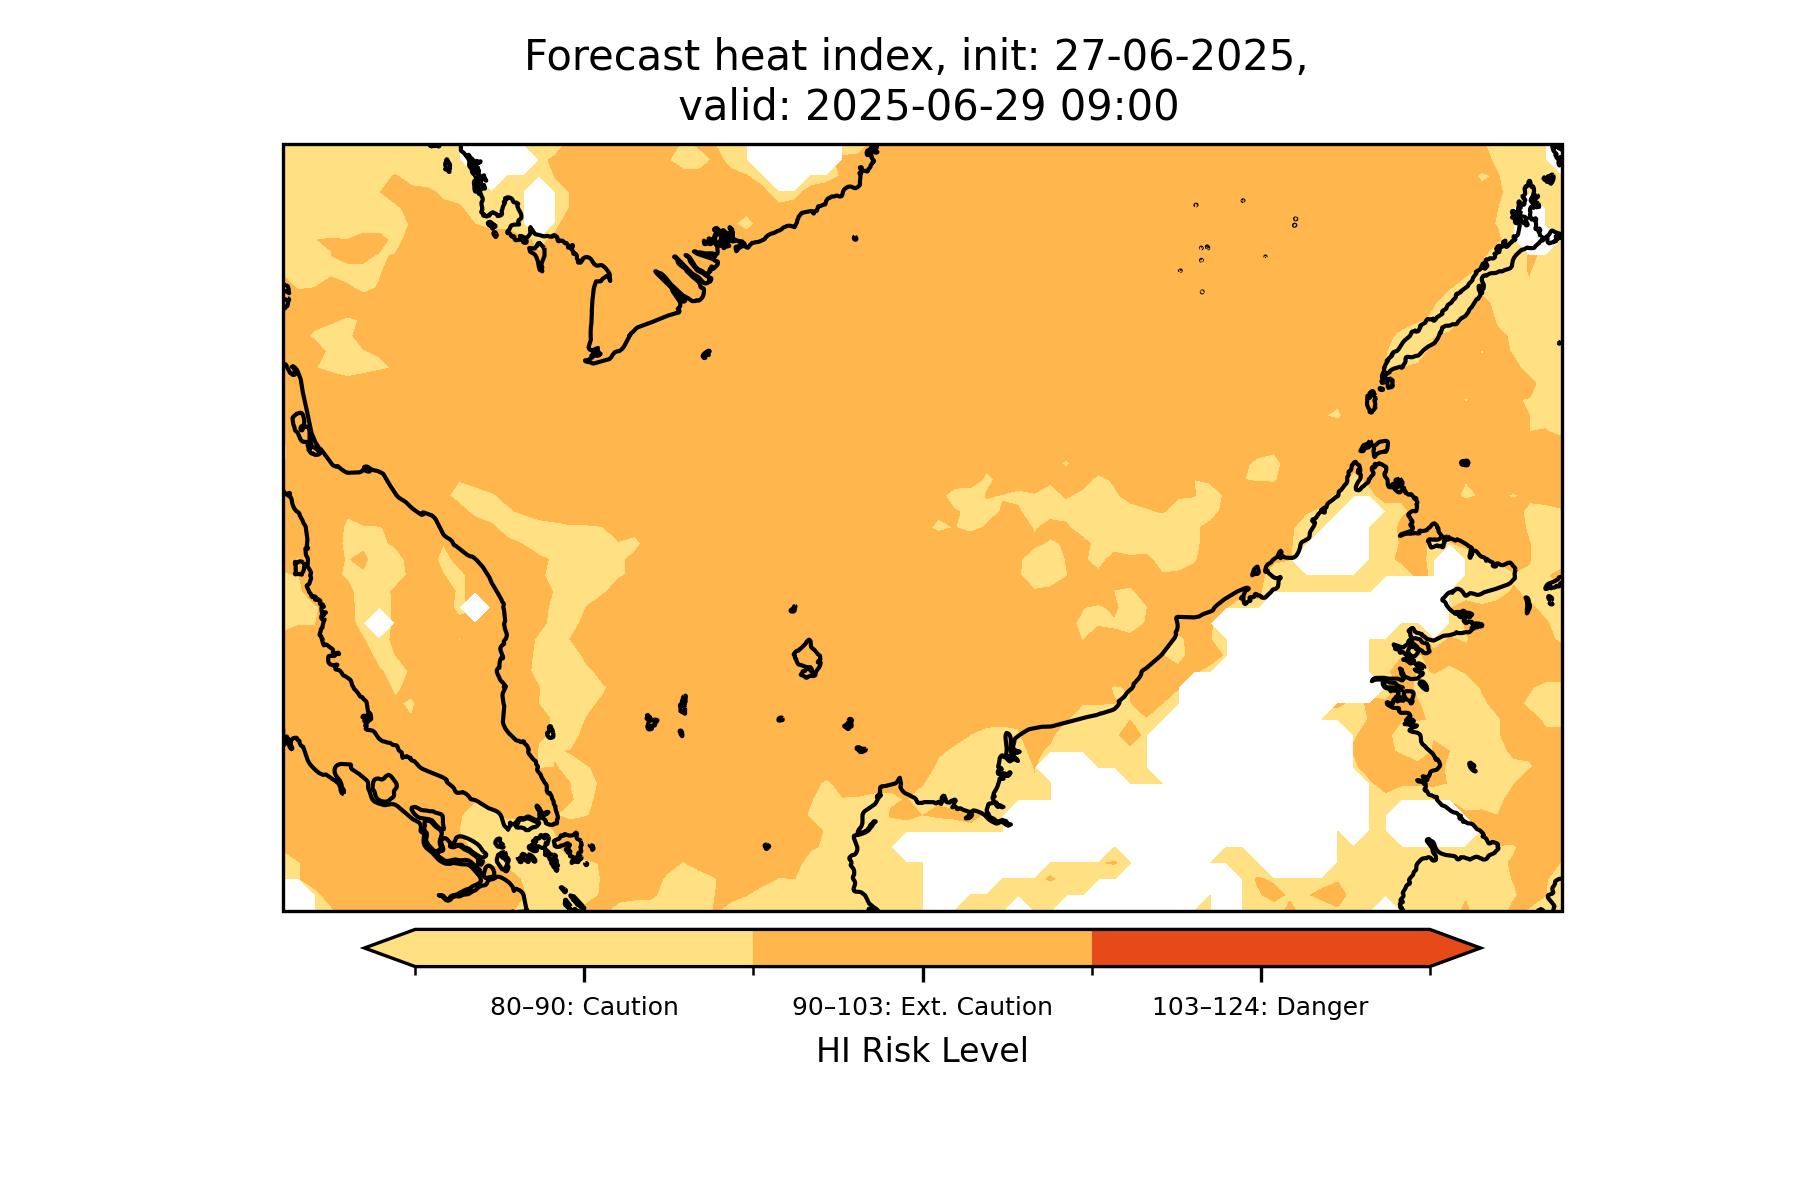 Forecast heat index, init: 27-06-2025,
valid: 2025-06-29 09:00
80–90: Caution
90–103: Ext. Caution
103–124: Danger
HI Risk Level